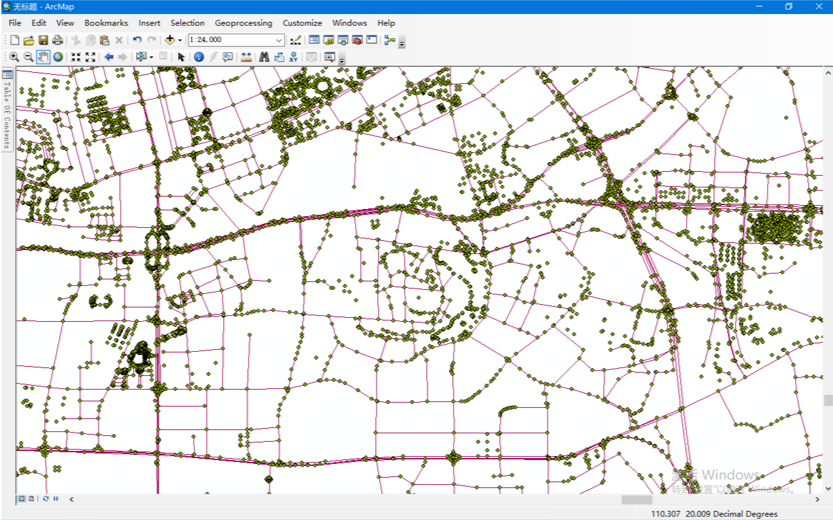 无标题 - ArcMap
File Edit View Bookmarks Insert Selection Geoprocessing Customize Windows Help
1:24,000
Table Of Contents
Windows
110.307 20.009 Decimal Degrees